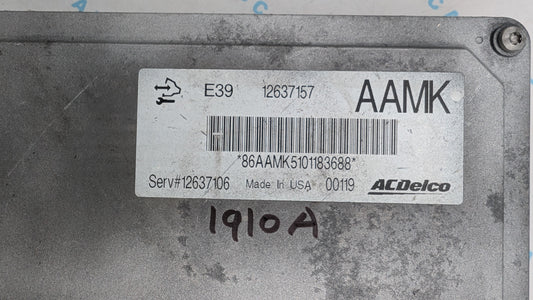 E39 12637157 AAMK
*86AAMK5101183688*
Serv#12637106 Made In USA 00119 ACDelco
1910A